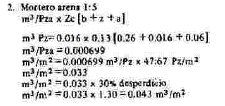 2. Mortero arena 1:5
m³/Pza x Zc [b + z + a]
m³ Pz= 0.016 x 0.13 [0.26 + 0.016 + 0.06]
m³/Pza = 0.000699
m³/m² = 0.000699 m³/Pz x 47.67 Pz/m²
m³/m² = 0.033
m³/m² = 0.033 x 30% desperdicio
m³/m² = 0.033 x 1.30 = 0.043 m³/m²